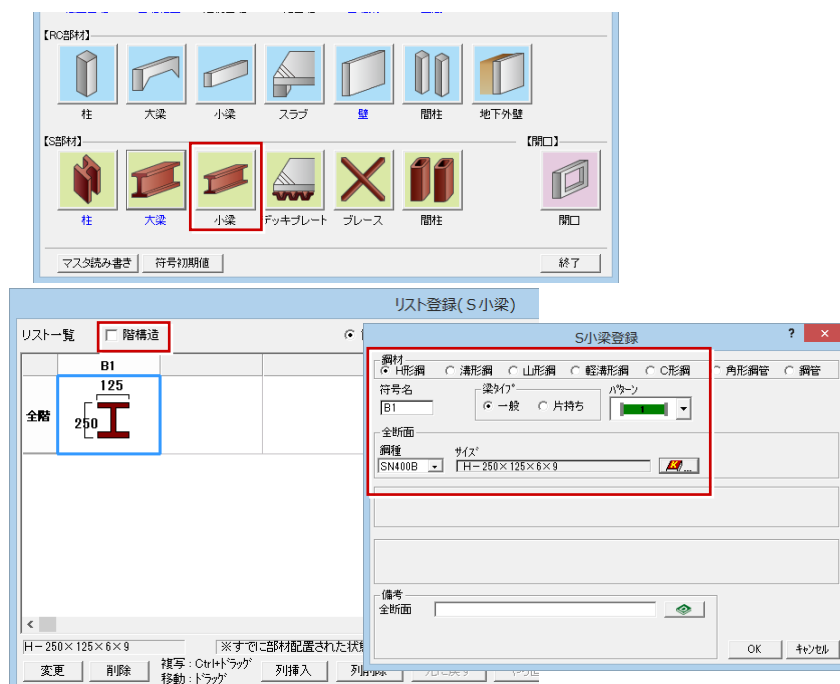 【RC部材】
柱 大梁 小梁 スラブ 壁 間柱 地下外壁
【S部材】 【開口】
柱 大梁 小梁 デッキプレート ブレース 間柱 開口
マスタ読み書き 符号初期値 終了
リスト登録(S小梁)
リスト一覧 階構造
B1
125
全階 250
H-250×125×6×9 ※すでに部材配置された状
変更 削除 複写:Ctrl+ドラッグ 列挿入
移動:ドラッグ
S小梁登録 ? ×
鋼材
H形鋼 溝形鋼 山形鋼 軽溝形鋼 C形鋼 角形鋼管 鋼管
符号名 梁タイプ パターン
B1 一般 片持ち 1
全断面
鋼種 サイズ
SN400B H-250×125×6×9 ...
備考
全断面
OK キャンセル